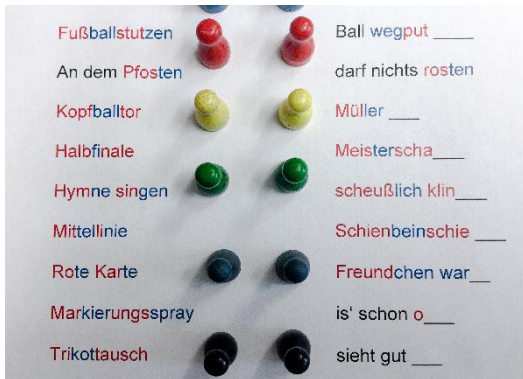 Fußballstutzen Ball wegput ____
An dem Pfosten darf nichts rosten
Kopfballtor Müller ___
Halbfinale Meisterscha___
Hymne singen scheußlich klin___
Mittellinie Schienbeinschie ___
Rote Karte Freundchen war__
Markierungsspray is' schon o___
Trikottausch sieht gut ___